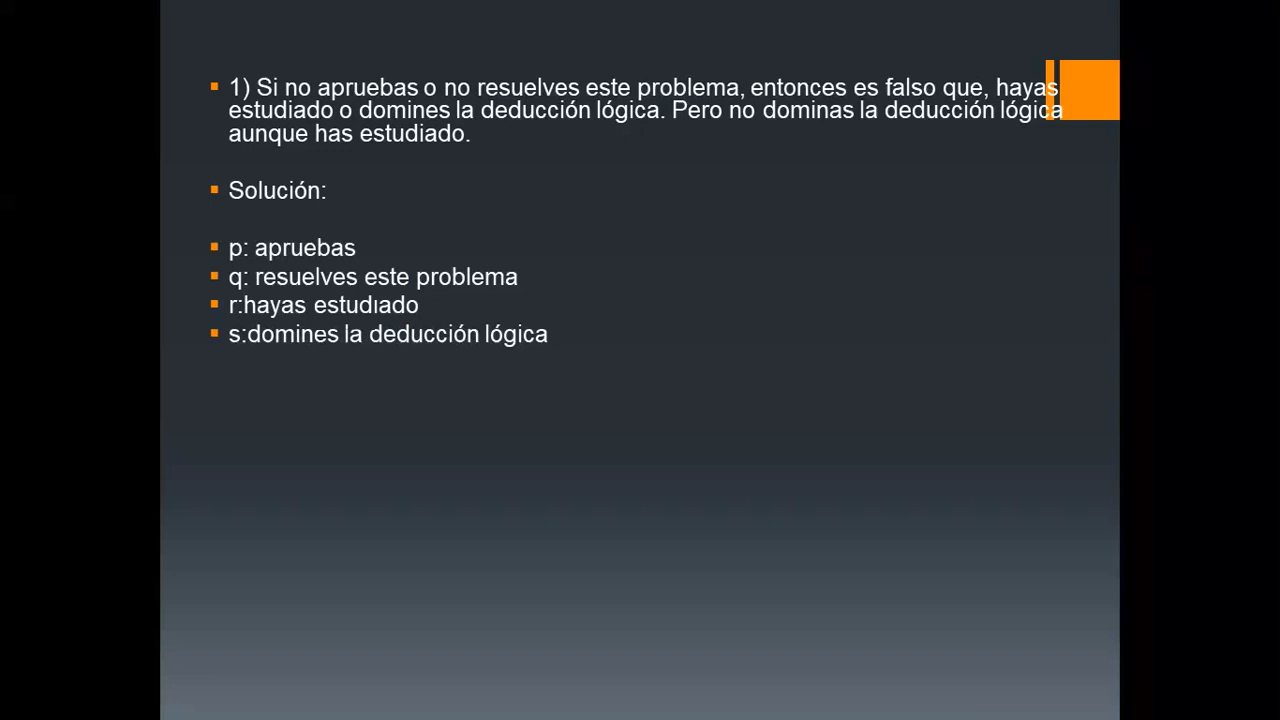 1) Si no apruebas o no resuelves este problema, entonces es falso que, hayas
estudiado o domines la deducción lógica. Pero no dominas la deducción lógica
aunque has estudiado.
Solución:
p: apruebas
q: resuelves este problema
r:hayas estudiado
s:domines la deducción lógica